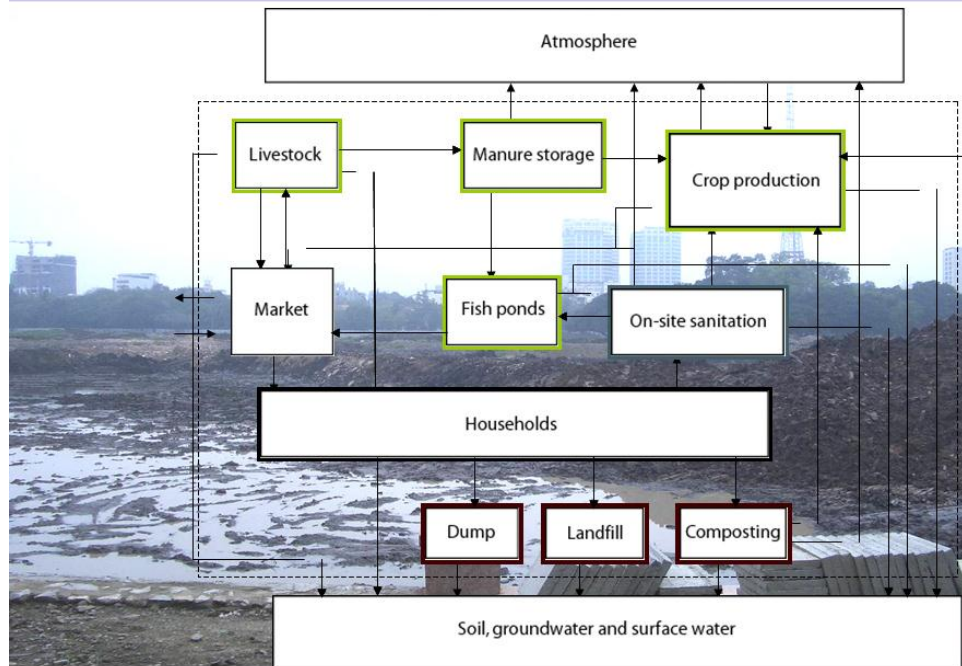 Atmosphere
Livestock
Manure storage
Crop production
Market
Fish ponds
On-site sanitation
Households
Dump
Landfill
Composting
Soil, groundwater and surface water